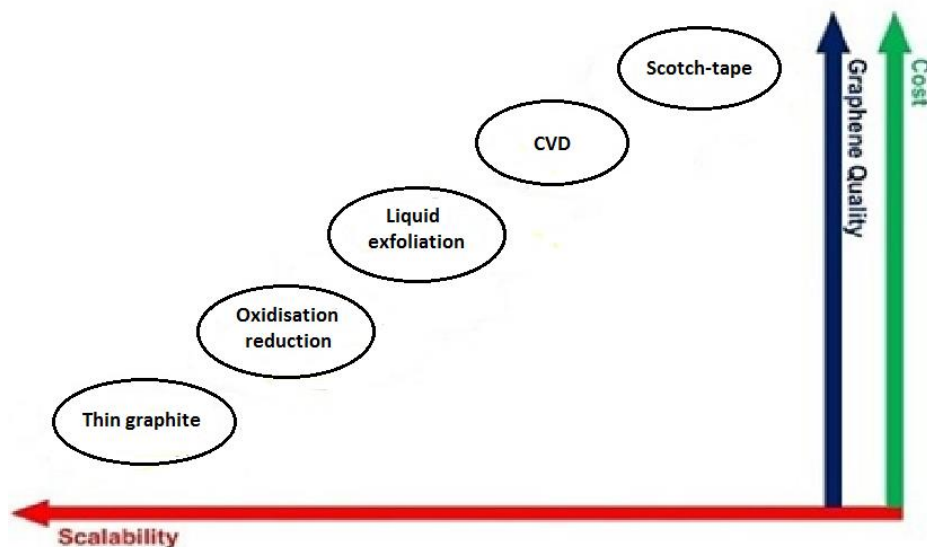 Scotch-tape
CVD
Liquid
exfoliation
Oxidisation
reduction
Thin graphite
Graphene Quality
Cost
Scalability